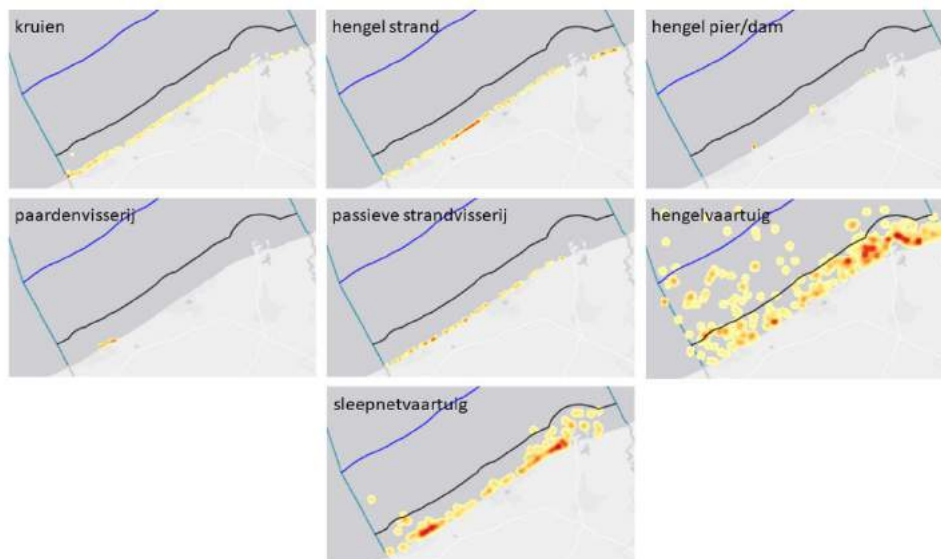 kruien
hengel strand
hengel pier/dam
paardenvisserij
passieve strandvisserij
hengelvaartuig
sleepnetvaartuig